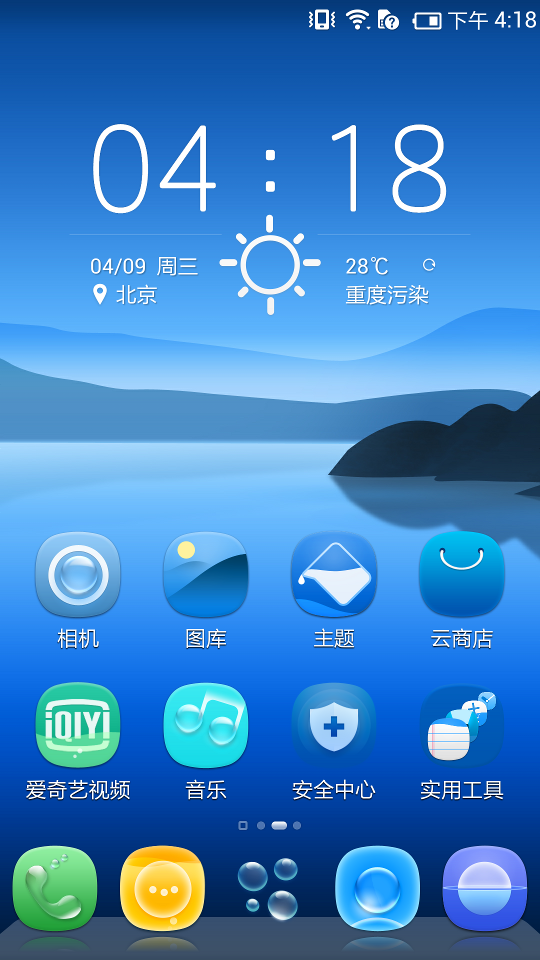 下午 4:18
04:18
04/09 周三
28℃
北京
重度污染
相机
图库
主题
云商店
iQIYI
爱奇艺视频
音乐
安全中心
实用工具